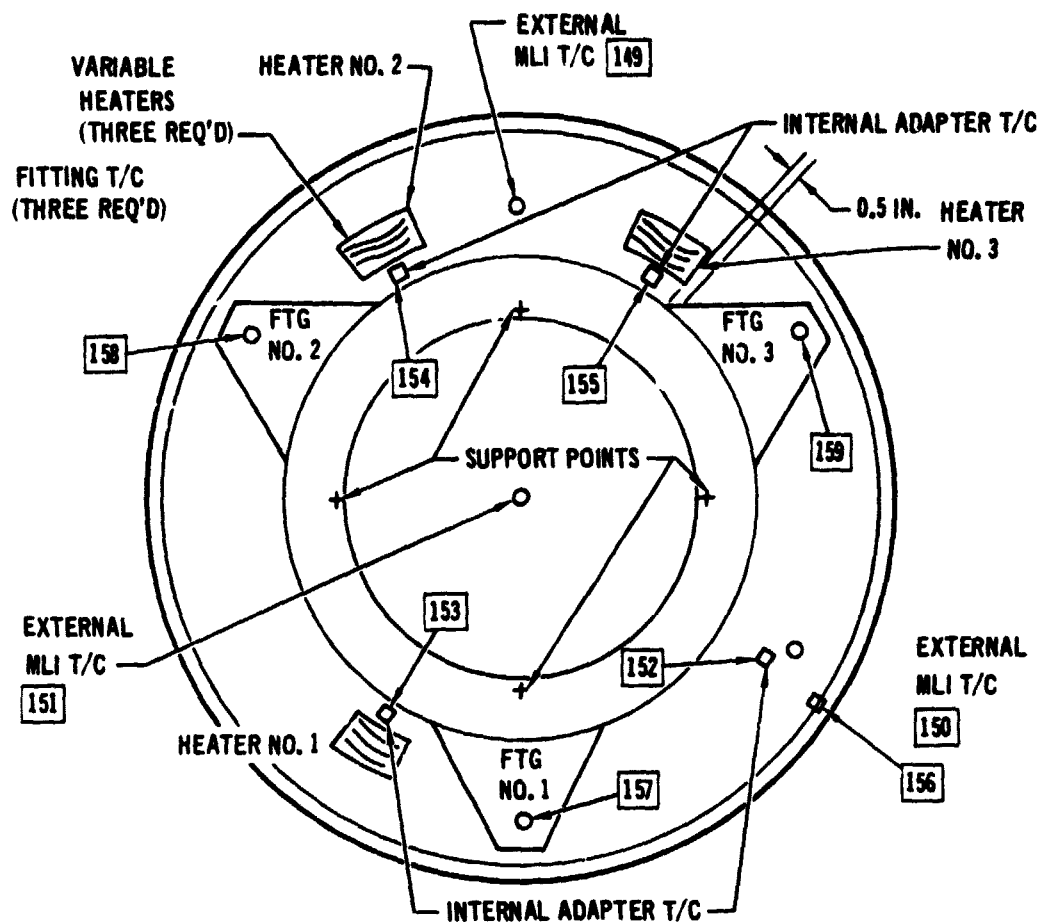 EXTERNAL
MLI T/C 149
VARIABLE
HEATERS
(THREE REQ'D)
HEATER NO. 2
INTERNAL ADAPTER T/C
FITTING T/C
(THREE REQ'D)
0.5 IN.
HEATER
NO. 3
FTG
NO. 2
FTG
NO. 3
158
154
155
159
SUPPORT POINTS
153
EXTERNAL
MLI T/C
151
152
EXTERNAL
MLI T/C
150
HEATER NO. 1
FTG
NO. 1
157
156
INTERNAL ADAPTER T/C